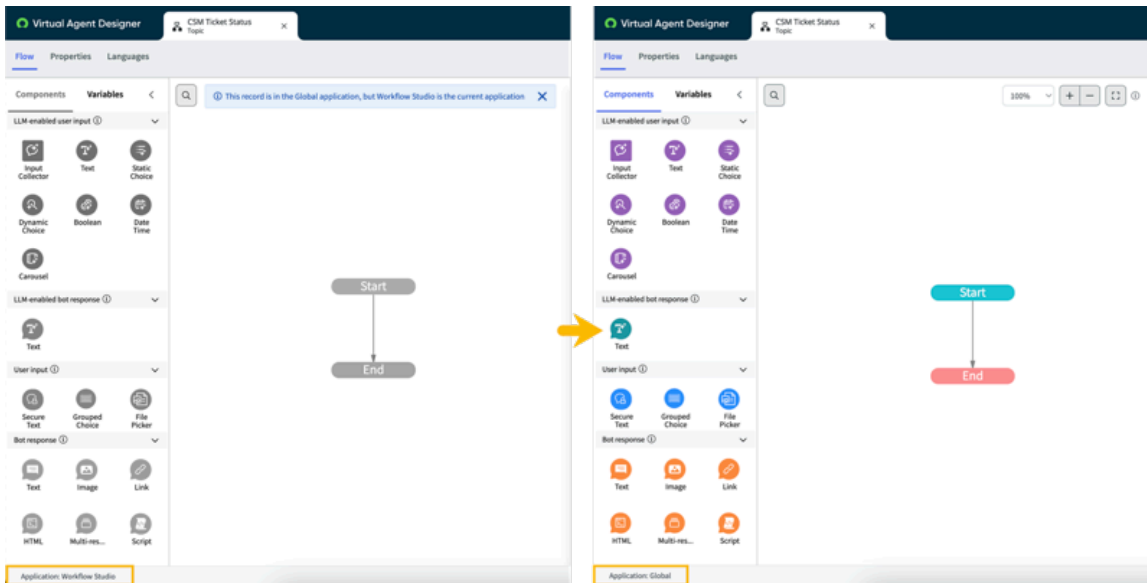 Virtual Agent Designer
CSM Ticket Status
Topic
Flow
Properties
Languages
Components
Variables
This record is in the Global application, but Workflow Studio is the current application
LLM-enabled user input
Input
Collector
Text
Static
Choice
Dynamic
Choice
Boolean
Date
Time
Carousel
LLM-enabled bot response
Text
User input
Secure
Text
Grouped
Choice
File
Picker
Bot response
Text
Image
Link
HTML
Multi-res...
Script
Start
End
Application: Workflow Studio
Virtual Agent Designer
CSM Ticket Status
Topic
Flow
Properties
Languages
Components
Variables
100%
LLM-enabled user input
Input
Collector
Text
Static
Choice
Dynamic
Choice
Boolean
Date
Time
Carousel
LLM-enabled bot response
Text
User input
Secure
Text
Grouped
Choice
File
Picker
Bot response
Text
Image
Link
HTML
Multi-res...
Script
Start
End
Application: Global